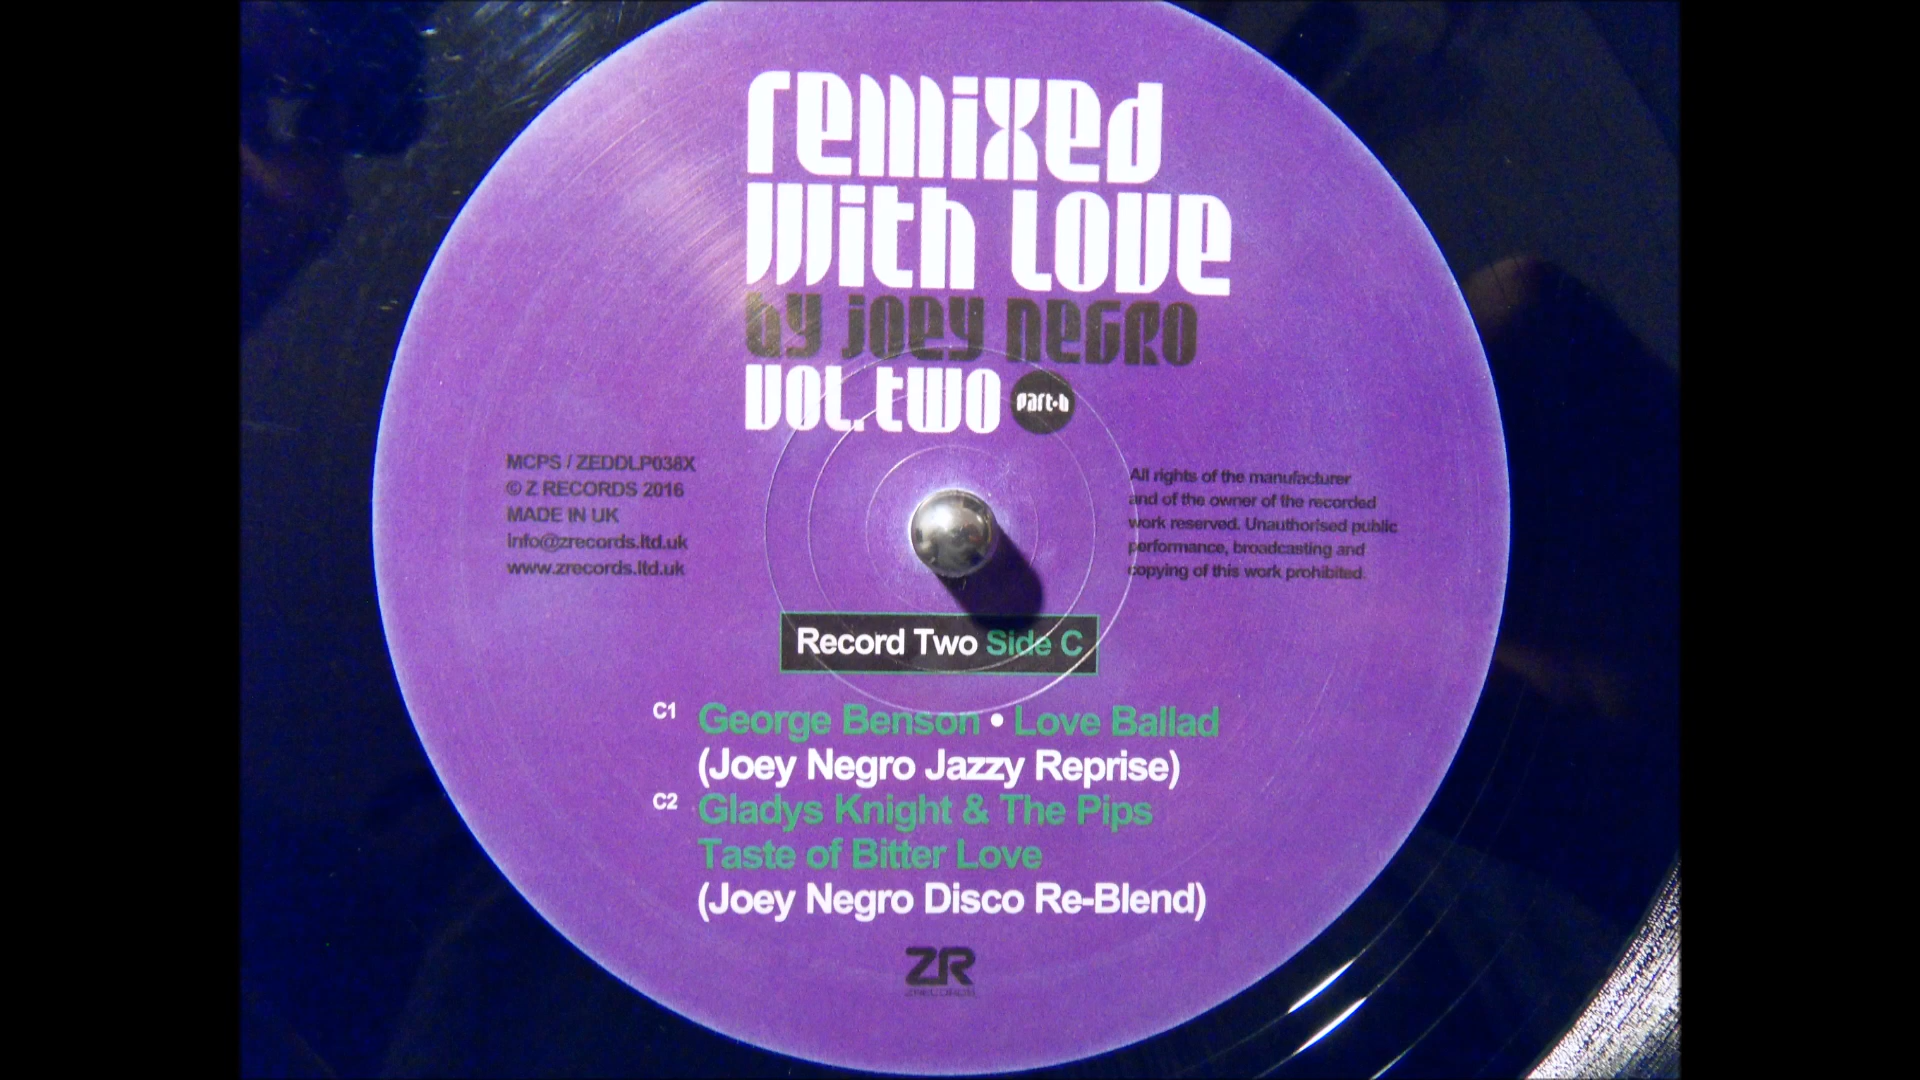 remixed
with love
by joey negro
vol. two part·b
MCPS / ZEDDLP038X
© Z RECORDS 2016
MADE IN UK
info@zrecords.ltd.uk
www.zrecords.ltd.uk
All rights of the manufacturer
and of the owner of the recorded
work reserved. Unauthorised public
performance, broadcasting and
copying of this work prohibited.
Record Two Side C
C1 George Benson • Love Ballad
(Joey Negro Jazzy Reprise)
C2 Gladys Knight & The Pips
Taste of Bitter Love
(Joey Negro Disco Re-Blend)
ZR
ZRECORDS